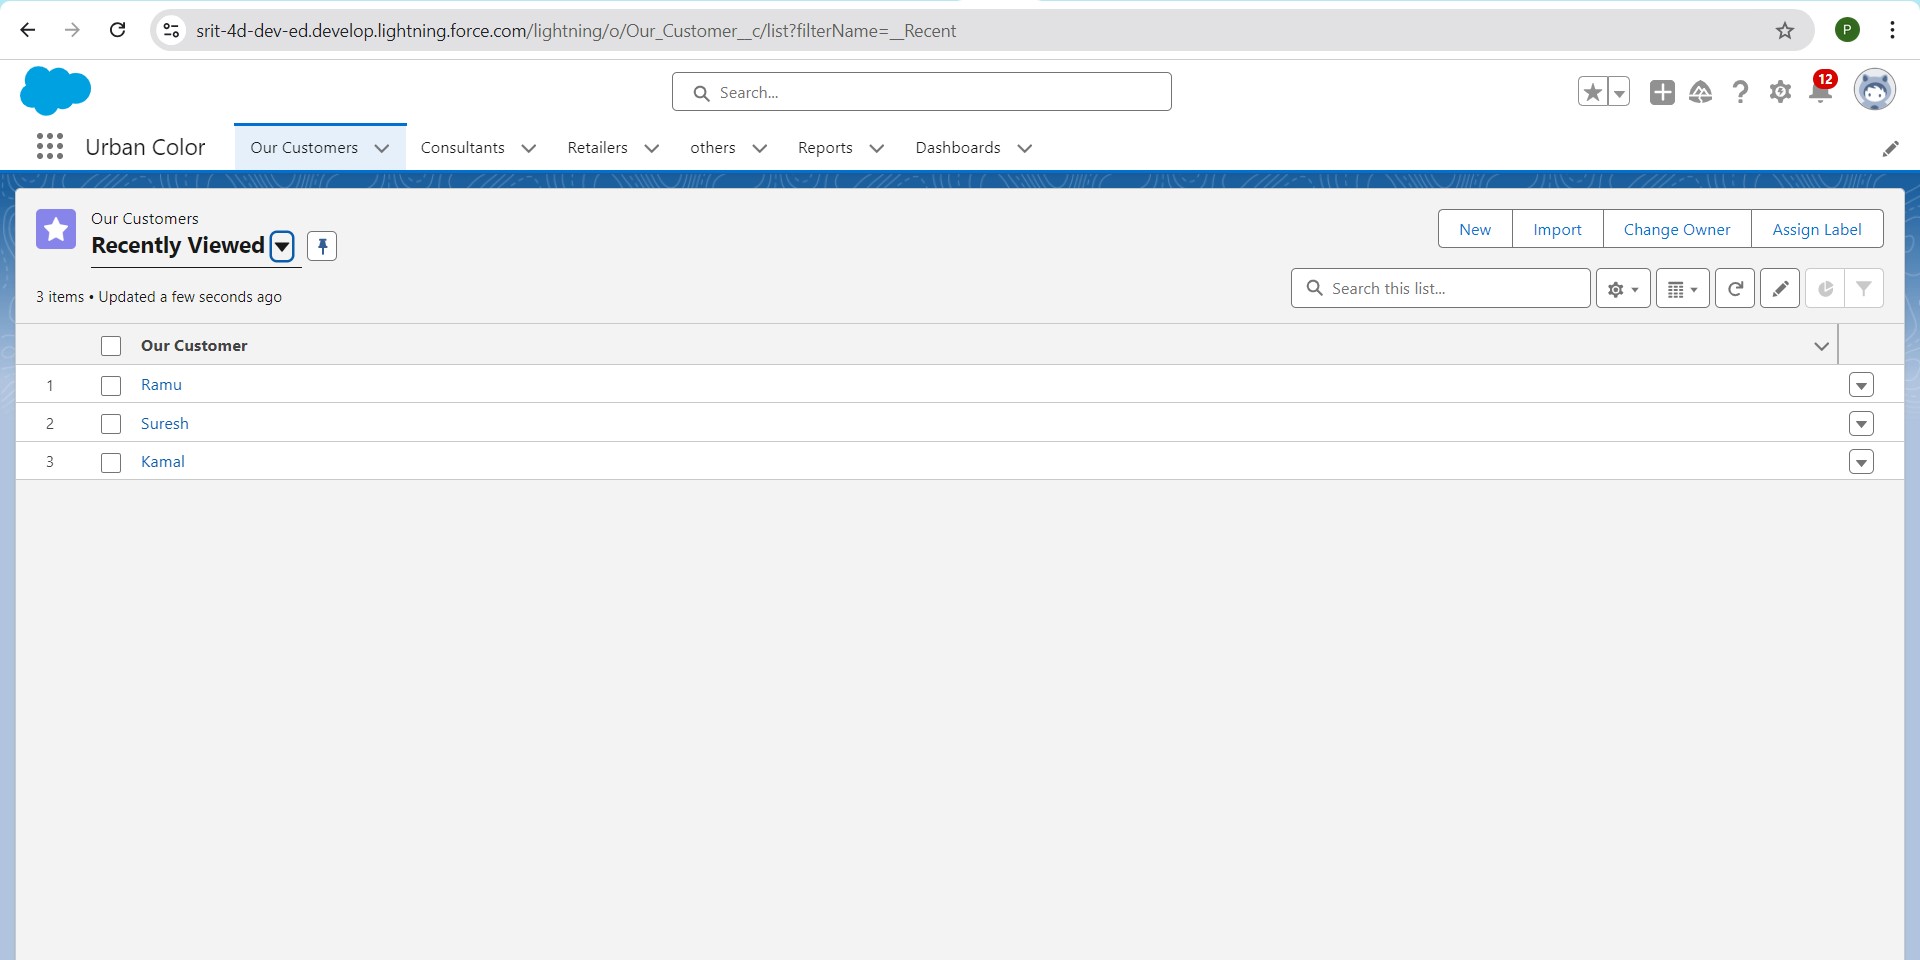 srit-4d-dev-ed.develop.lightning.force.com/lightning/o/Our_Customer__c/list?filterName=__Recent
P
Search...
12
Urban Color
Our Customers
Consultants
Retailers
others
Reports
Dashboards
Our Customers
Recently Viewed
New
Import
Change Owner
Assign Label
3 items • Updated a few seconds ago
Search this list...
Our Customer
1 Ramu
2 Suresh
3 Kamal